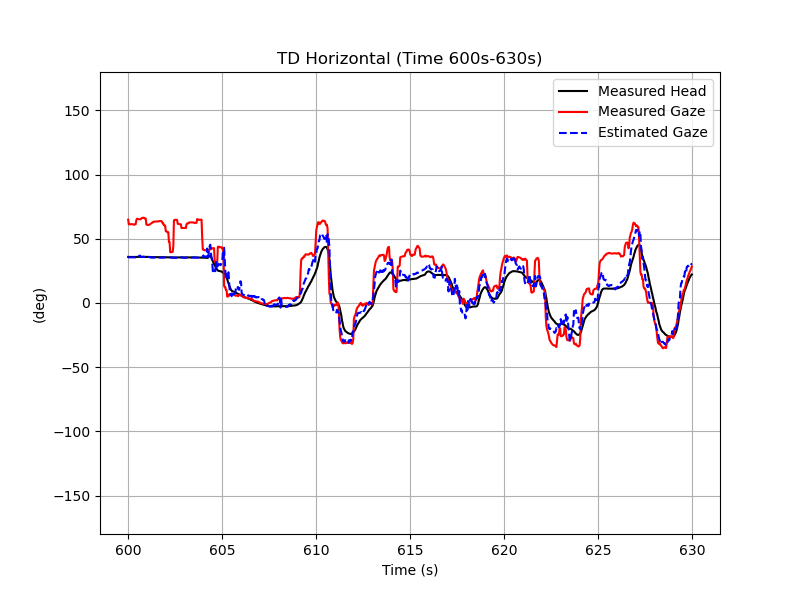 TD Horizontal (Time 600s-630s)
Measured Head
Measured Gaze
Estimated Gaze
150
100
50
0
−50
−100
−150
(deg)
600 605 610 615 620 625 630
Time (s)